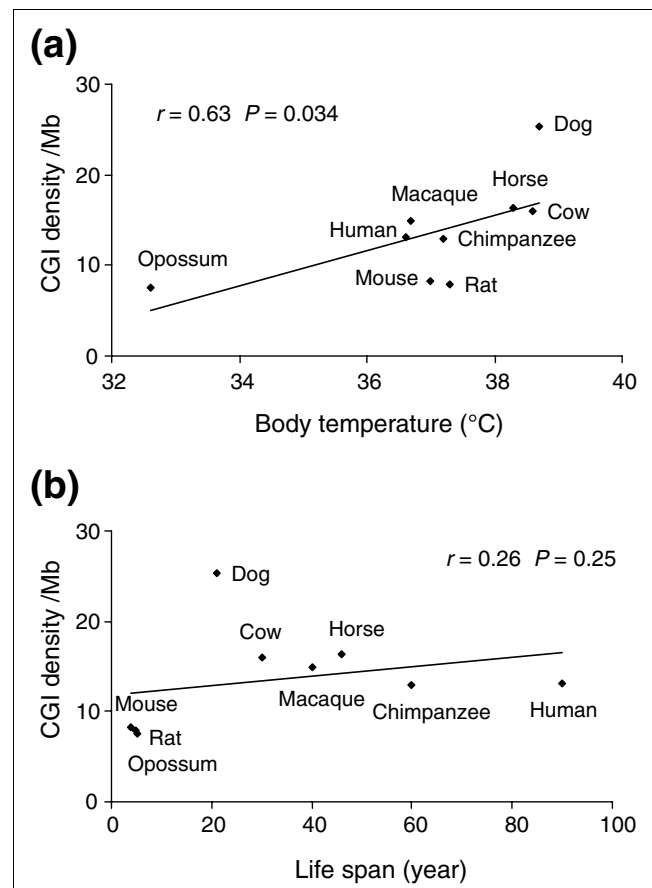 (a)
30
r = 0.63 P = 0.034
Dog
Macaque
Horse
20
Human
Cow
Chimpanzee
Opossum
10
Mouse
Rat
0
32 34 36 38 40
CGI density /Mb
Body temperature (°C)
(b)
30
r = 0.26 P = 0.25
Dog
20
Cow
Horse
Macaque
Chimpanzee
Human
10
Mouse
Rat
Opossum
0
0 20 40 60 80 100
CGI density /Mb
Life span (year)